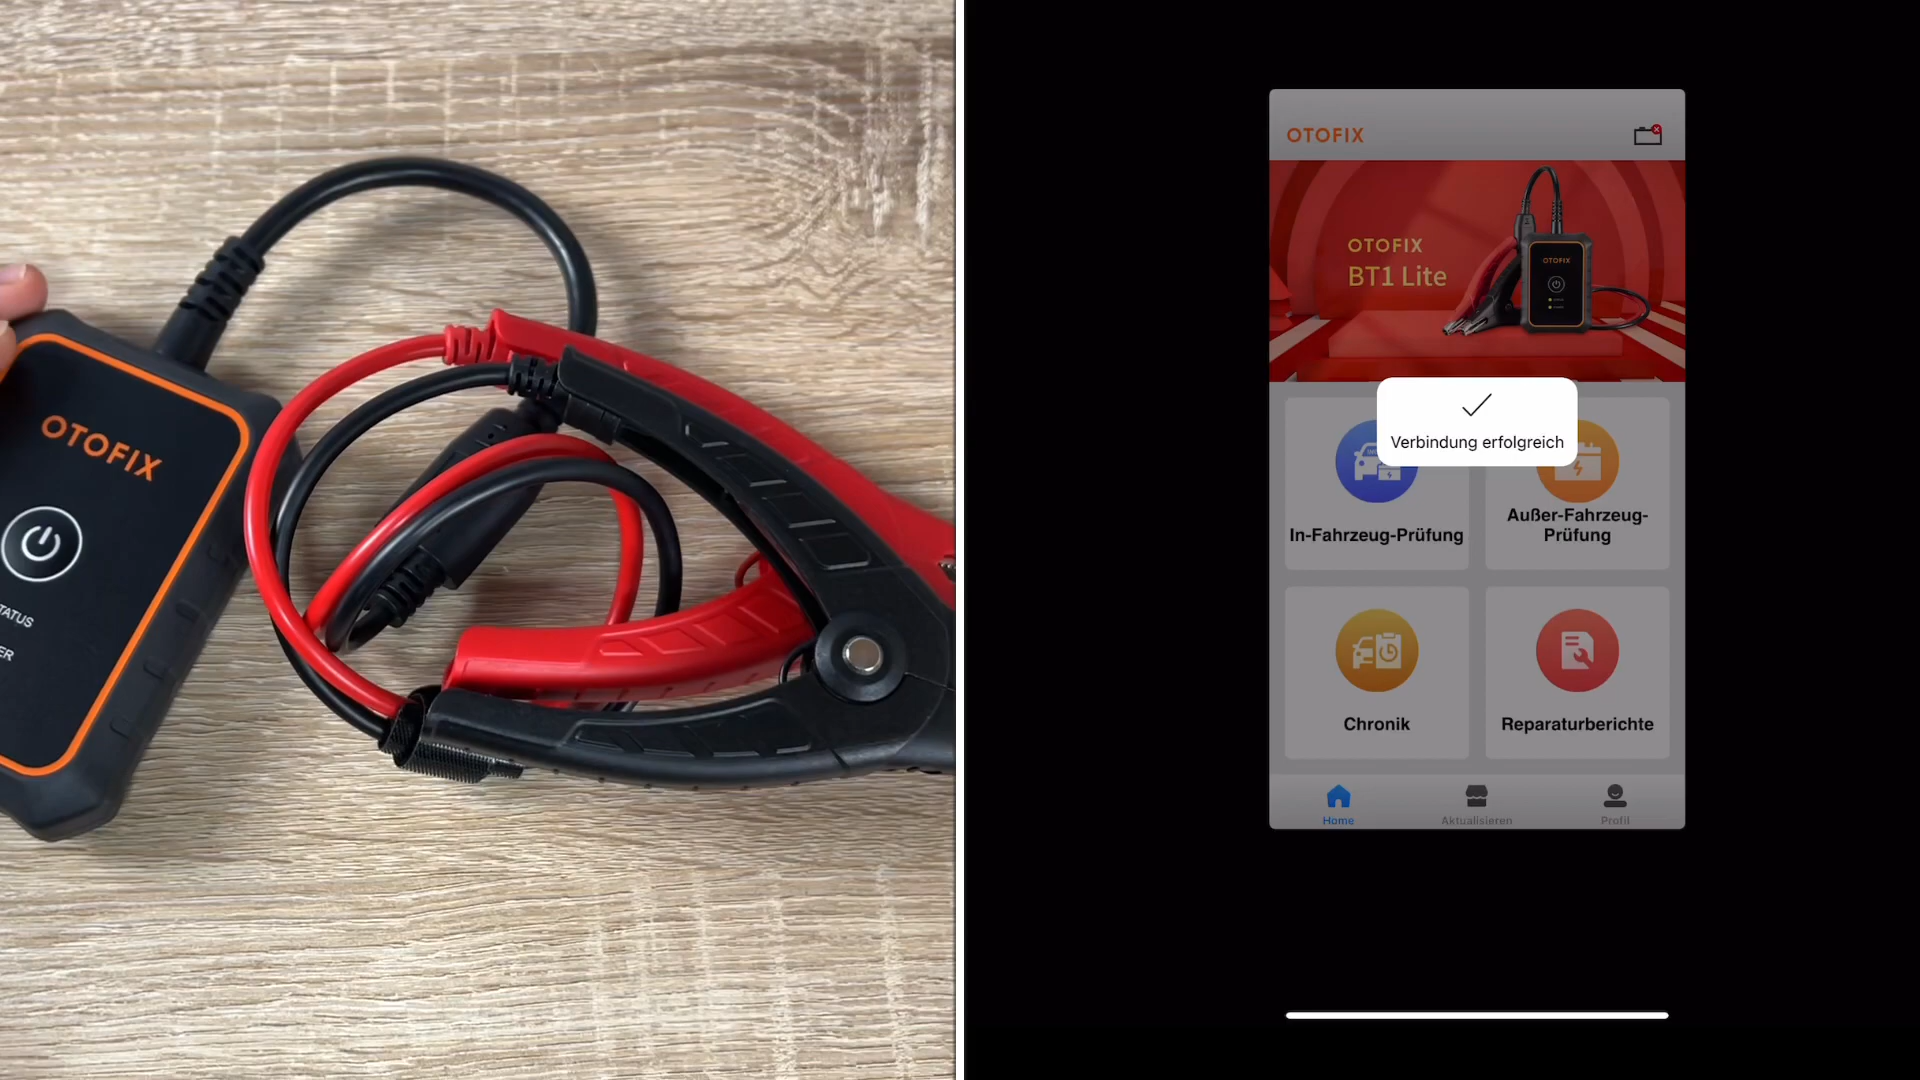 OTOFIX
TATUS
ER
OTOFIX
OTOFIX
BT1 Lite
OTOFIX
Verbindung erfolgreich
In-Fahrzeug-Prüfung
Außer-Fahrzeug-
Prüfung
Chronik
Reparaturberichte
Home
Aktualisieren
Profil